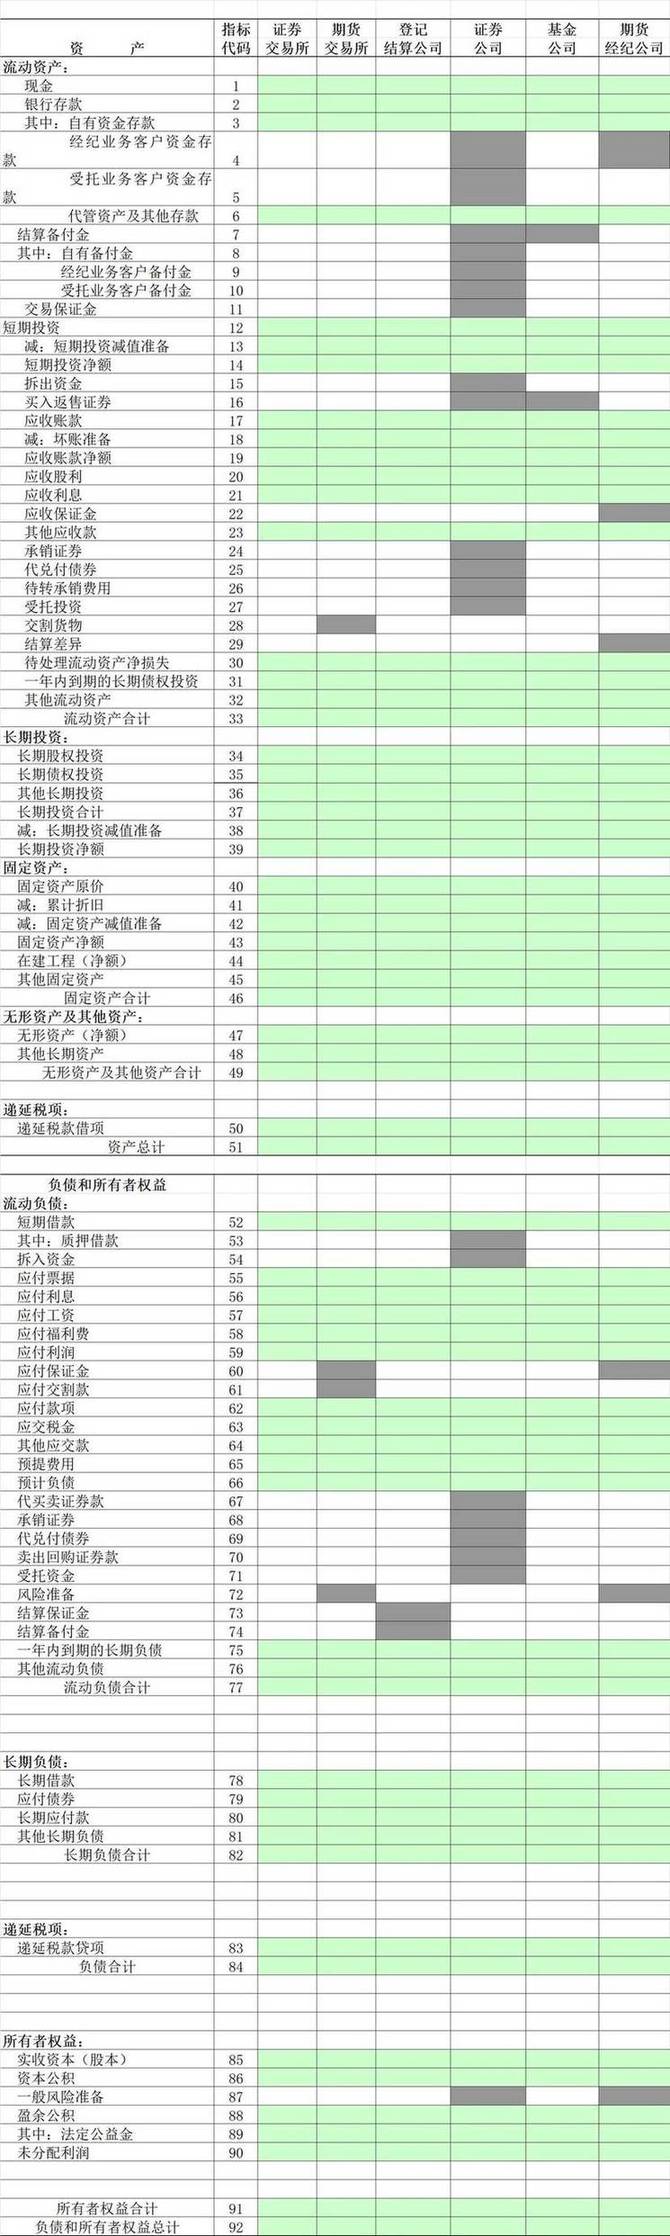 指标 证券 期货 登记 证券 基金 期货
资 产 代码 交易所 交易所 结算公司 公司 公司 经纪公司
流动资产：
现金 1
银行存款 2
其中：自有资金存款 3
经纪业务客户资金存
款 4
受托业务客户资金存
款 5
代管资产及其他存款 6
结算备付金 7
其中：自有备付金 8
经纪业务客户备付金 9
受托业务客户备付金 10
交易保证金 11
短期投资 12
减：短期投资减值准备 13
短期投资净额 14
拆出资金 15
买入返售证券 16
应收账款 17
减：坏账准备 18
应收账款净额 19
应收股利 20
应收利息 21
应收保证金 22
其他应收款 23
承销证券 24
代兑付债券 25
待转承销费用 26
受托投资 27
交割货物 28
结算差异 29
待处理流动资产净损失 30
一年内到期的长期债权投资 31
其他流动资产 32
流动资产合计 33
长期投资：
长期股权投资 34
长期债权投资 35
其他长期投资 36
长期投资合计 37
减：长期投资减值准备 38
长期投资净额 39
固定资产：
固定资产原价 40
减：累计折旧 41
减：固定资产减值准备 42
固定资产净额 43
在建工程（净额） 44
其他固定资产 45
固定资产合计 46
无形资产及其他资产：
无形资产（净额） 47
其他长期资产 48
无形资产及其他资产合计 49
递延税项：
递延税款借项 50
资产总计 51
负债和所有者权益
流动负债：
短期借款 52
其中：质押借款 53
拆入资金 54
应付票据 55
应付利息 56
应付工资 57
应付福利费 58
应付利润 59
应付保证金 60
应付交割款 61
应付款项 62
应交税金 63
其他应交款 64
预提费用 65
预计负债 66
代买卖证券款 67
承销证券 68
代兑付债券 69
卖出回购证券款 70
受托资金 71
风险准备 72
结算保证金 73
结算备付金 74
一年内到期的长期负债 75
其他流动负债 76
流动负债合计 77
长期负债：
长期借款 78
应付债券 79
长期应付款 80
其他长期负债 81
长期负债合计 82
递延税项：
递延税款贷项 83
负债合计 84
所有者权益：
实收资本（股本） 85
资本公积 86
一般风险准备 87
盈余公积 88
其中：法定公益金 89
未分配利润 90
所有者权益合计 91
负债和所有者权益总计 92